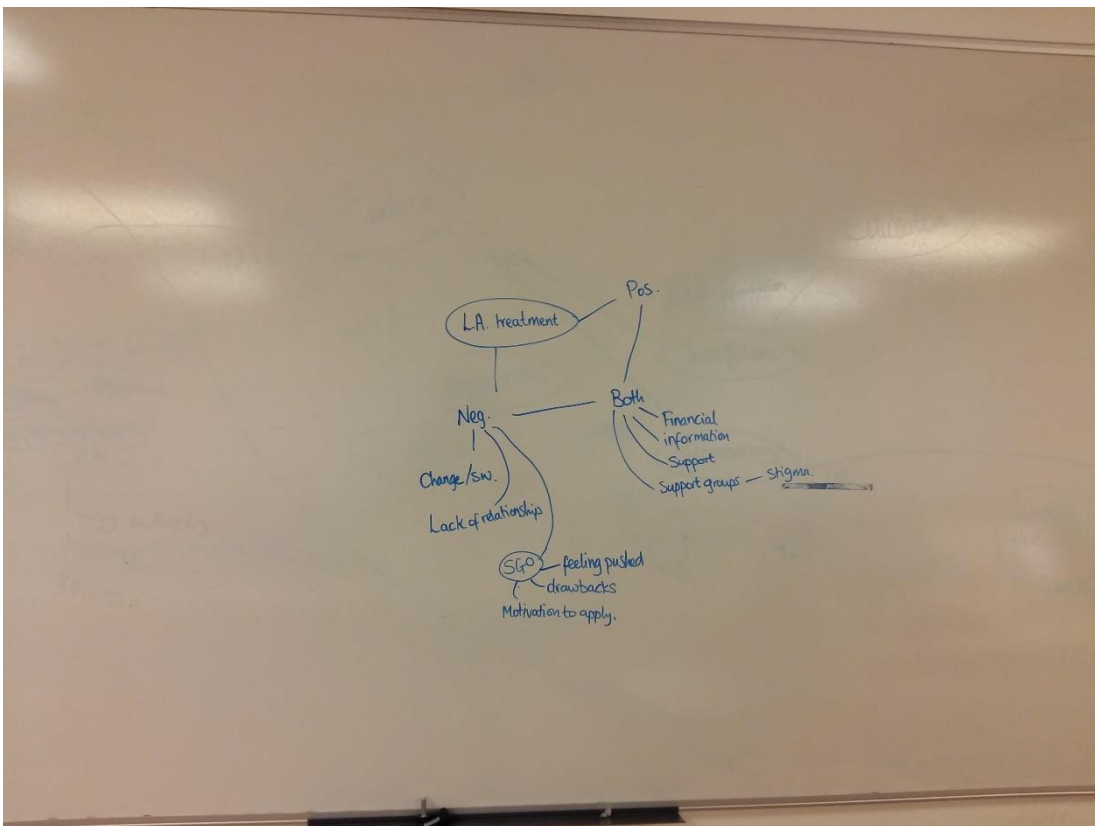 Pos.
L.A. treatment
Both
Neg.
Financial
information
Support
Support groups - Stigma.
Change/SW.
Lack of relationship
SGO
feeling pushed
drawbacks
Motivation to apply.